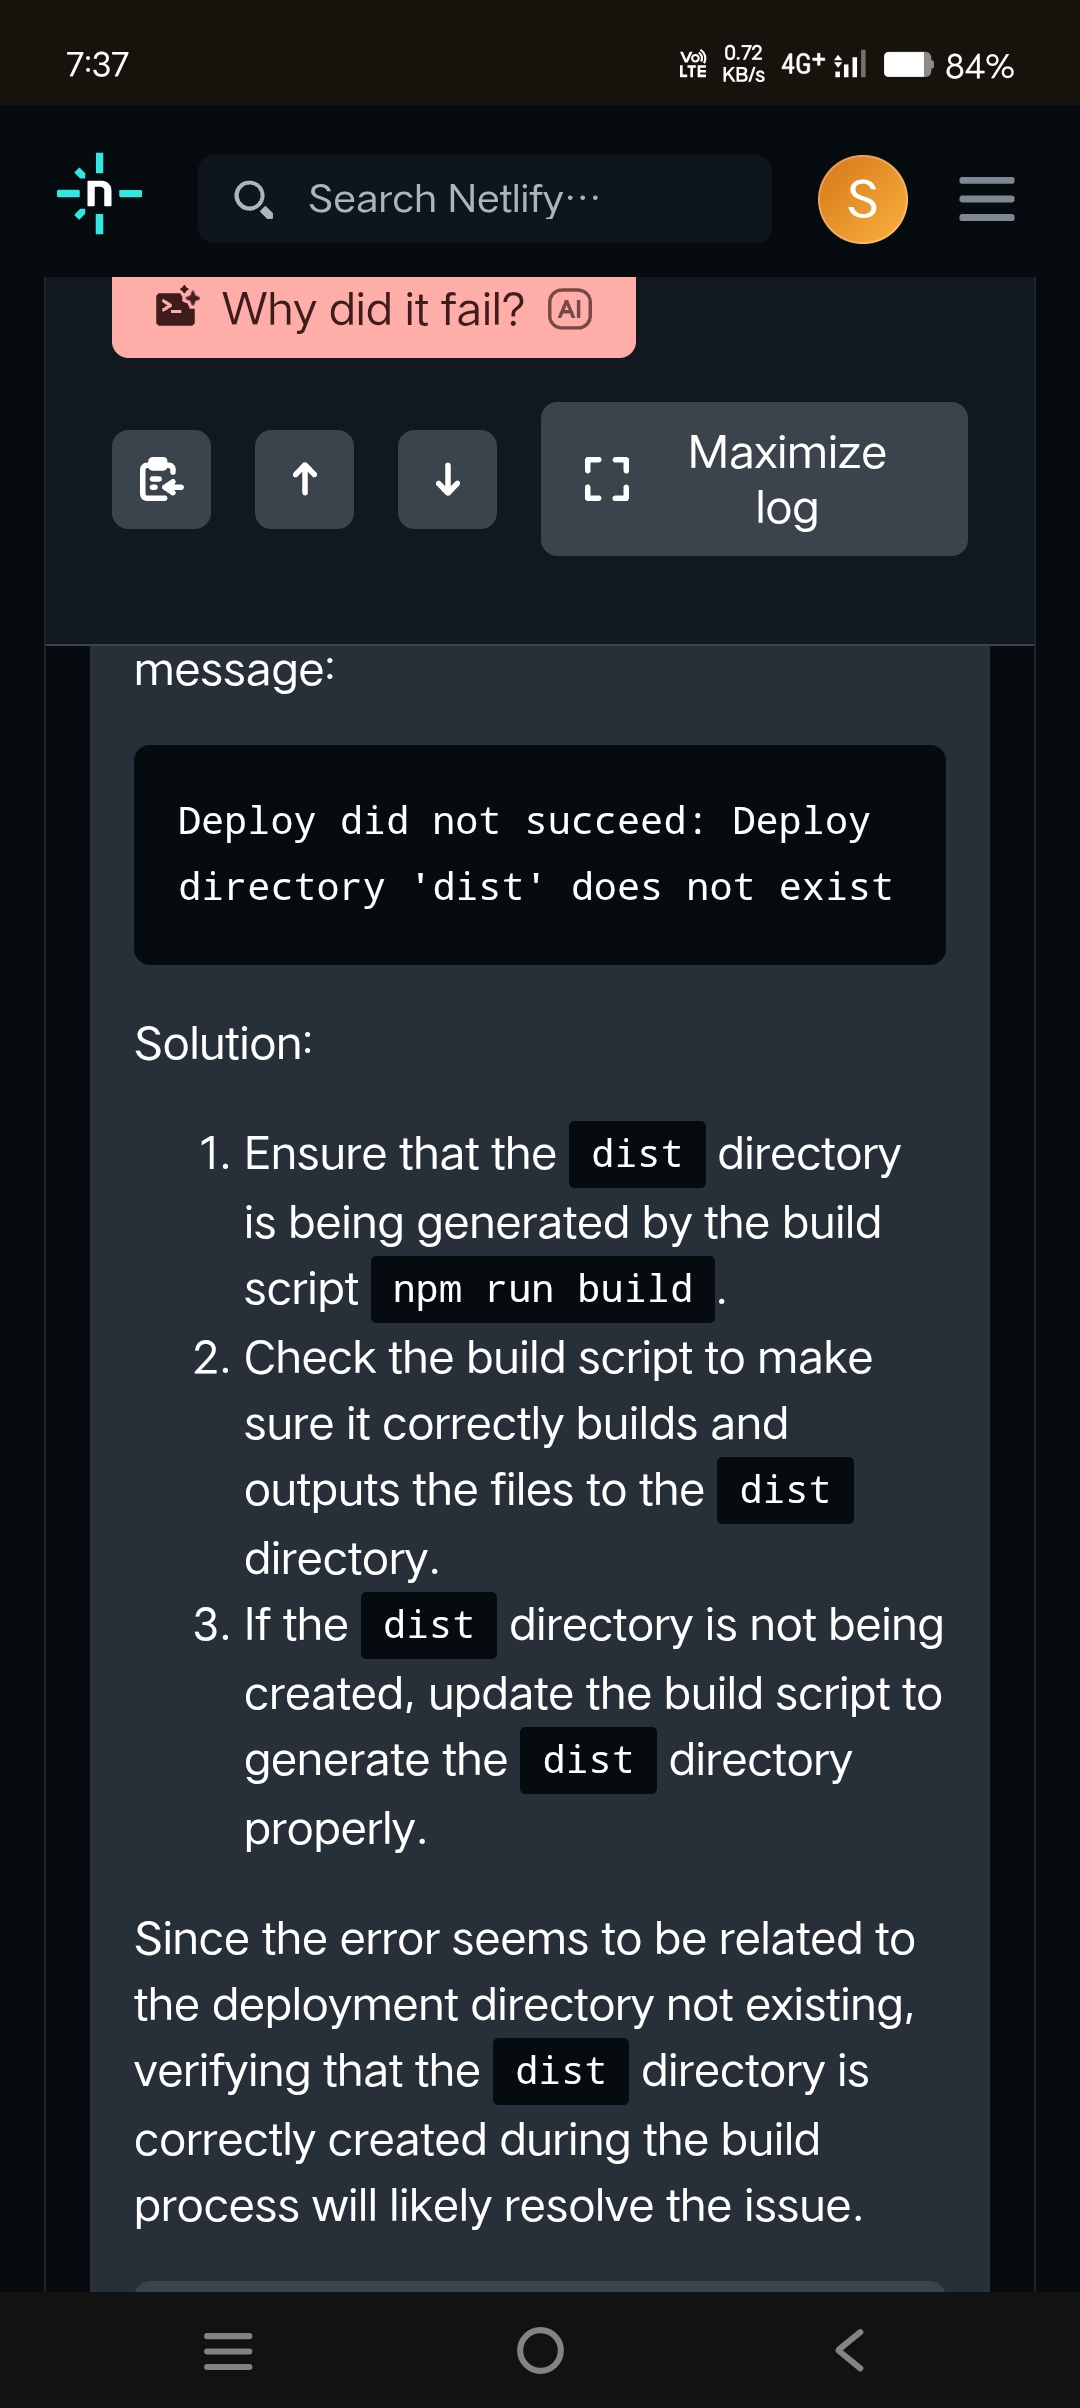 7:37
Vo)) LTE 0.72 KB/s 4G+ 84%
n
Search Netlify···
S
Why did it fail? AI
Maximize
log
message:
Deploy did not succeed: Deploy
directory 'dist' does not exist
Solution:
1. Ensure that the dist directory
is being generated by the build
script npm run build.
2. Check the build script to make
sure it correctly builds and
outputs the files to the dist
directory.
3. If the dist directory is not being
created, update the build script to
generate the dist directory
properly.
Since the error seems to be related to
the deployment directory not existing,
verifying that the dist directory is
correctly created during the build
process will likely resolve the issue.